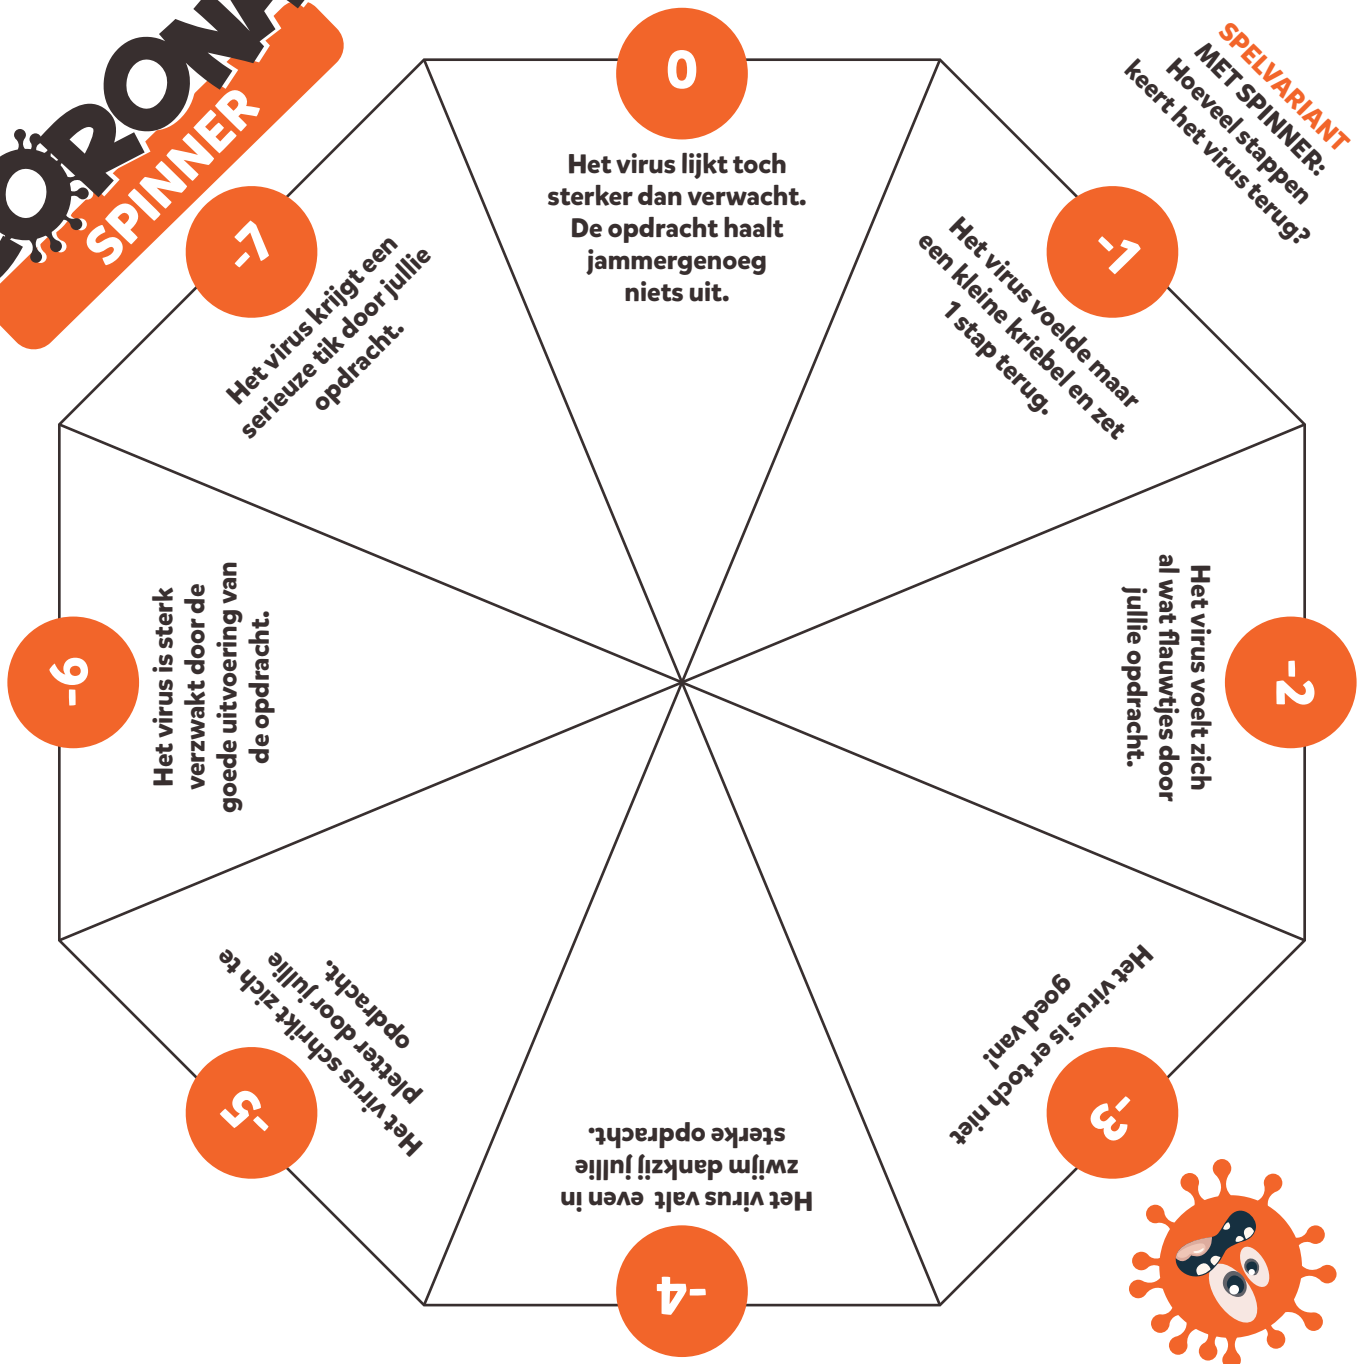 CORONA
SPINNER
SPELVARIANT
MET SPINNER:
Hoeveel stappen
keert het virus terug?
0
Het virus lijkt toch
sterker dan verwacht.
De opdracht haalt
jammergenoeg
niets uit.
-1
Het virus voelde maar
een kleine kriebel en zet
1 stap terug.
-2
Het virus voelt zich
al wat flauwtjes door
jullie opdracht.
-3
Het virus is er toch niet
goed van!
-4
Het virus valt even in
zwijm dankzij jullie
sterke opdracht.
-5
Het virus schrikt zich te
pletter door jullie
opdracht.
-6
Het virus is sterk
verzwakt door de
goede uitvoering van
de opdracht.
-7
Het virus krijgt een
serieuze tik door jullie
opdracht.